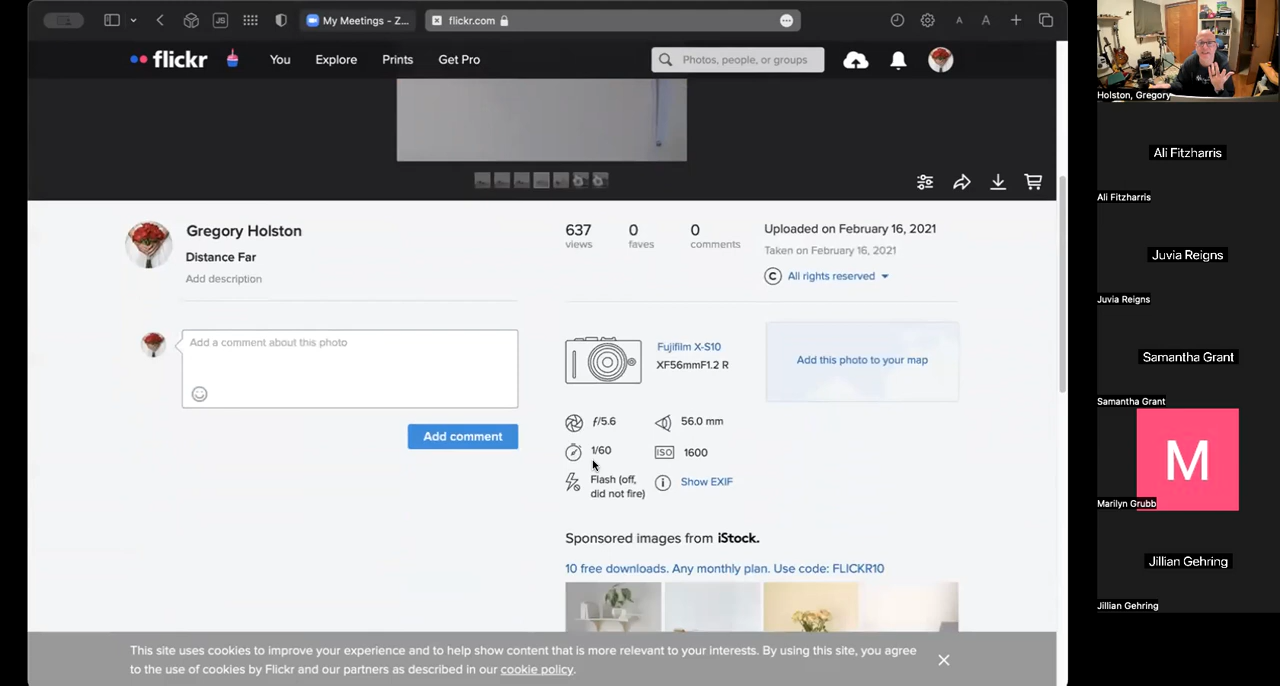 JS
My Meetings - Z...
flickr.com
A A
flickr
You
Explore
Prints
Get Pro
Photos, people, or groups
Gregory Holston
Distance Far
Add description
Add a comment about this photo
Add comment
637
views
0
faves
0
comments
Uploaded on February 16, 2021
Taken on February 16, 2021
C All rights reserved
Fujifilm X-S10
XF56mmF1.2 R
Add this photo to your map
ƒ/5.6
56.0 mm
1/60
ISO 1600
Flash (off,
did not fire)
Show EXIF
Sponsored images from iStock.
10 free downloads. Any monthly plan. Use code: FLICKR10
This site uses cookies to improve your experience and to help show content that is more relevant to your interests. By using this site, you agree
to the use of cookies by Flickr and our partners as described in our cookie policy.
Holston, Gregory
Ali Fitzharris
Ali Fitzharris
Juvia Reigns
Juvia Reigns
Samantha Grant
Samantha Grant
M
Marilyn Grubb
Jillian Gehring
Jillian Gehring